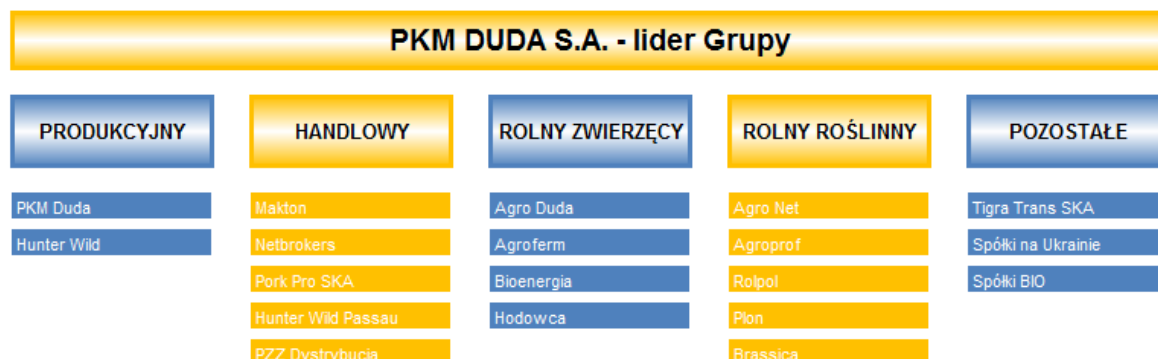 PKM DUDA S.A. - lider Grupy
PRODUKCYJNY
HANDLOWY
ROLNY ZWIERZĘCY
ROLNY ROŚLINNY
POZOSTAŁE
PKM Duda
Makton
Agro Duda
Agro Net
Tigra Trans SKA
Hunter Wild
Netbrokers
Agroferm
Agroprof
Spółki na Ukrainie
Pork Pro SKA
Bioenergia
Rolpol
Spółki BIO
Hunter Wild Passau
Hodowca
Plon
PZZ Dystrybucja
Brassica